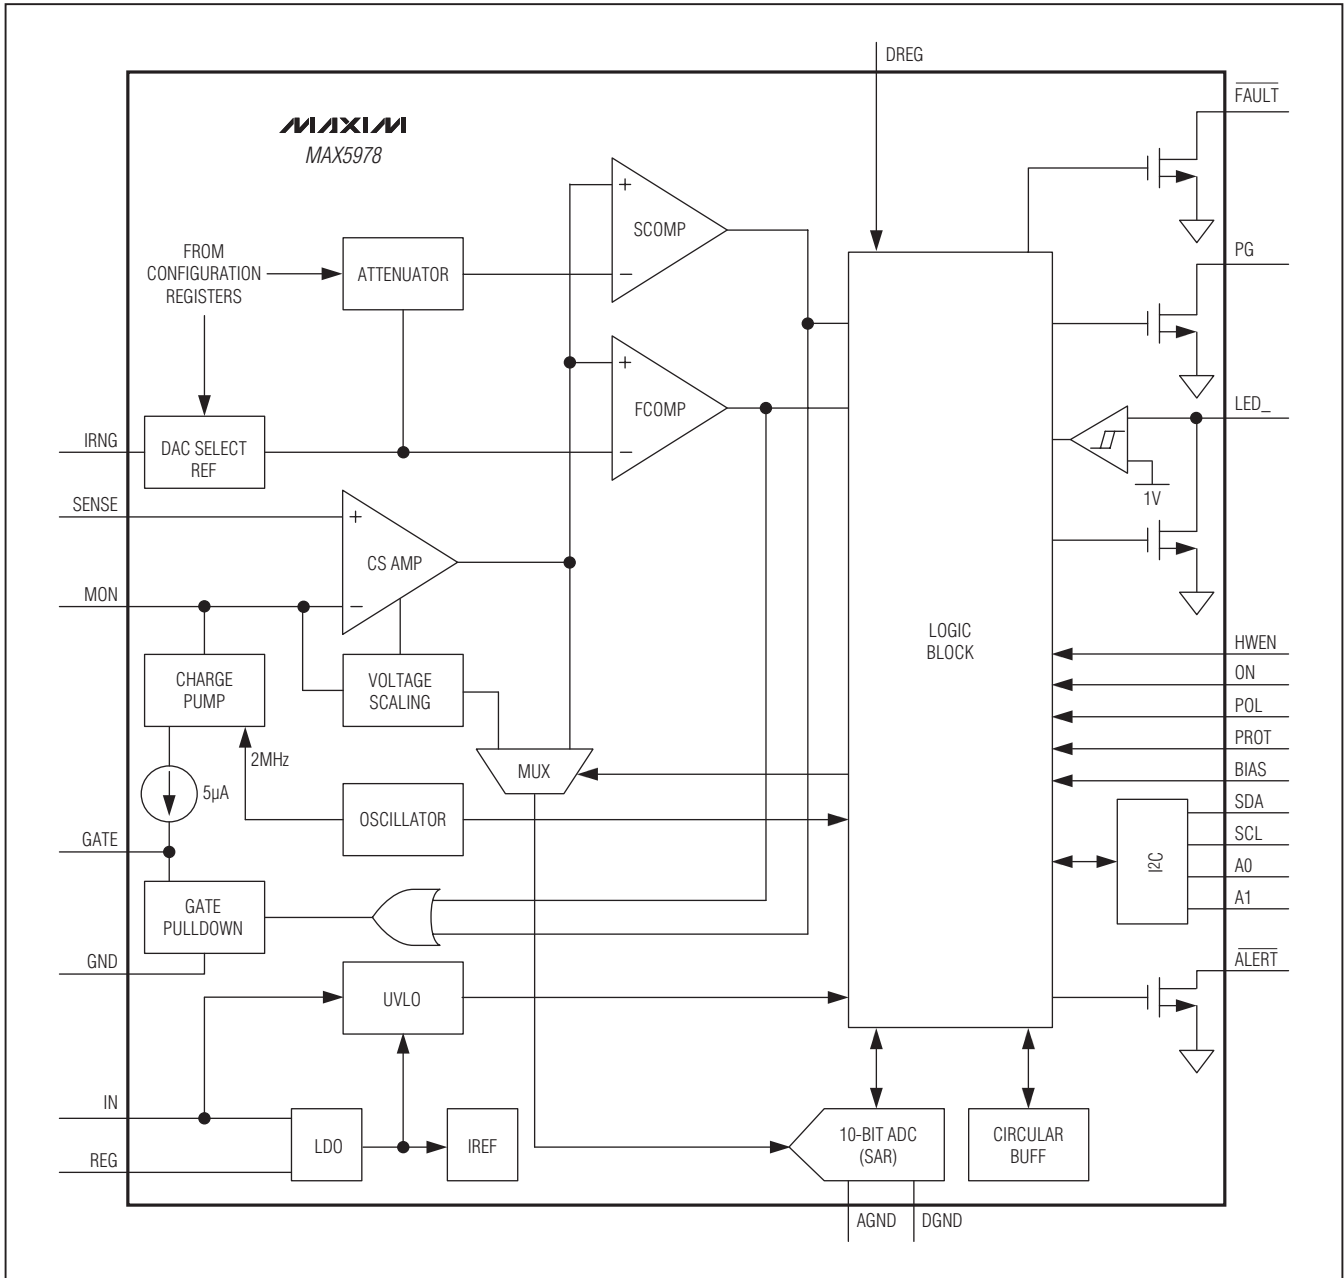 DREG
FAULT
MAXIM
MAX5978
+
SCOMP
−
FROM
CONFIGURATION
REGISTERS
ATTENUATOR
PG
+
FCOMP
−
LED_
1V
IRNG
DAC SELECT
REF
SENSE
+
CS AMP
−
MON
LOGIC
BLOCK
CHARGE
PUMP
VOLTAGE
SCALING
HWEN
ON
POL
PROT
BIAS
2MHz
MUX
5µA
OSCILLATOR
SDA
SCL
A0
A1
I²C
GATE
GATE
PULLDOWN
GND
ALERT
UVLO
IN
LDO
IREF
REG
10-BIT ADC
(SAR)
CIRCULAR
BUFF
AGND
DGND